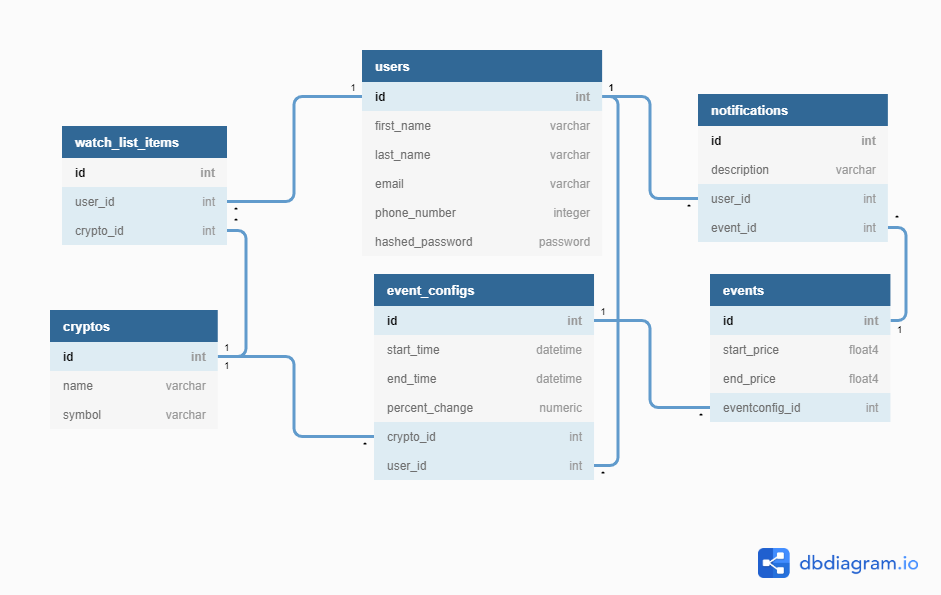 users
id int
first_name varchar
last_name varchar
email varchar
phone_number integer
hashed_password password
watch_list_items
id int
user_id int
crypto_id int
cryptos
id int
name varchar
symbol varchar
event_configs
id int
start_time datetime
end_time datetime
percent_change numeric
crypto_id int
user_id int
notifications
id int
description varchar
user_id int
event_id int
events
id int
start_price float4
end_price float4
eventconfig_id int
1
1
1
1
1
1
*
*
*
*
*
*
*
dbdiagram.io